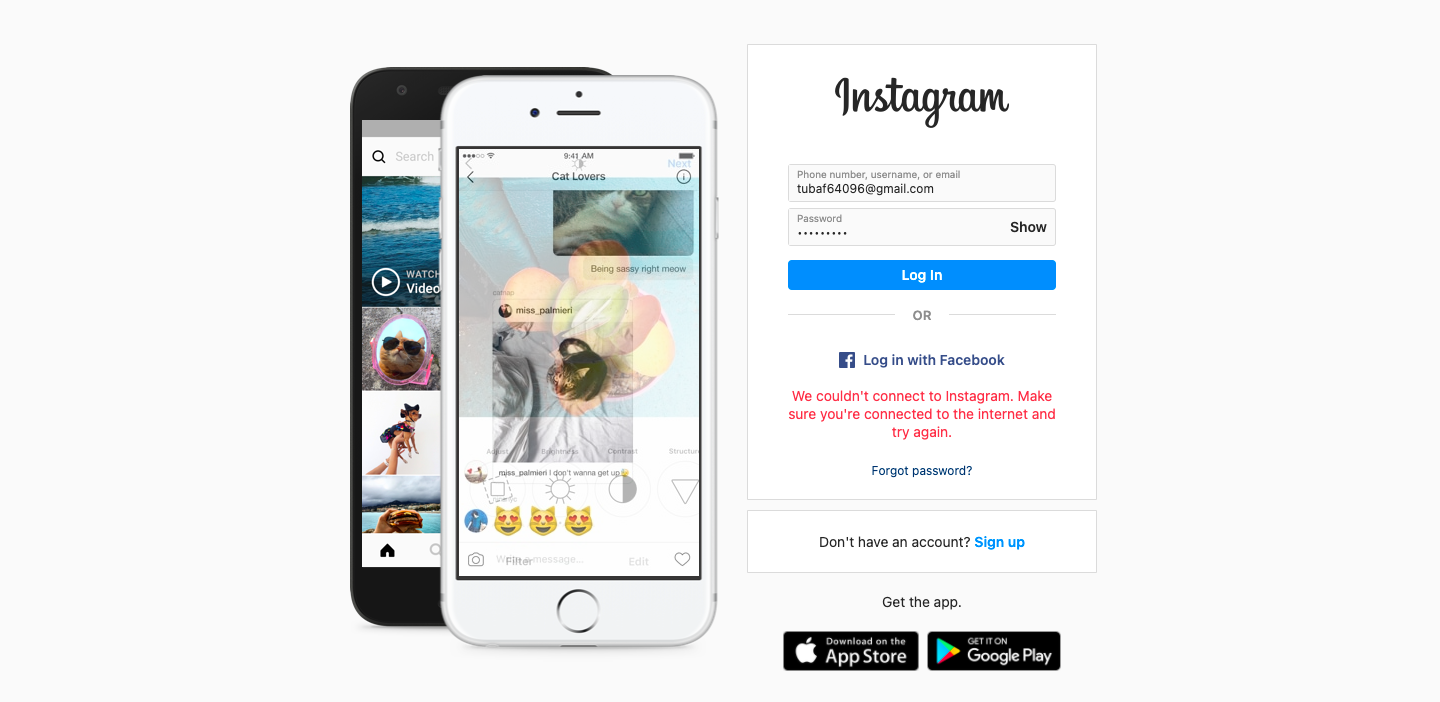 Search
WATCH
Video
9:41 AM
Next
Cat Lovers
Being sassy right meow
catnap
miss_palmieri
Adjust Brightness Contrast Structure
miss_palmieri I don't wanna get up
Write a message...
Filter Edit
Instagram
Phone number, username, or email
tubaf64096@gmail.com
Password
•••••••••
Show
Log In
OR
Log in with Facebook
We couldn't connect to Instagram. Make
sure you're connected to the internet and
try again.
Forgot password?
Don't have an account? Sign up
Get the app.
Download on the
App Store
GET IT ON
Google Play